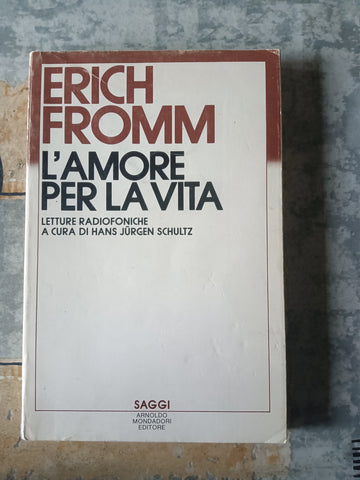 ERICH
FROMM
L'AMORE
PER LA VITA
LETTURE RADIOFONICHE
A CURA DI HANS JÜRGEN SCHULTZ
SAGGI
ARNOLDO
MONDADORI
EDITORE